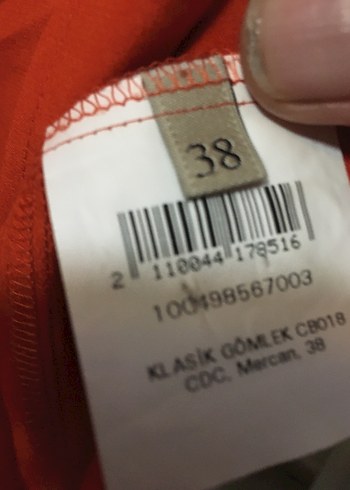 38
2 110044 178516
100498567003
KLASİK GÖMLEK CB018
CDC, Mercan, 38